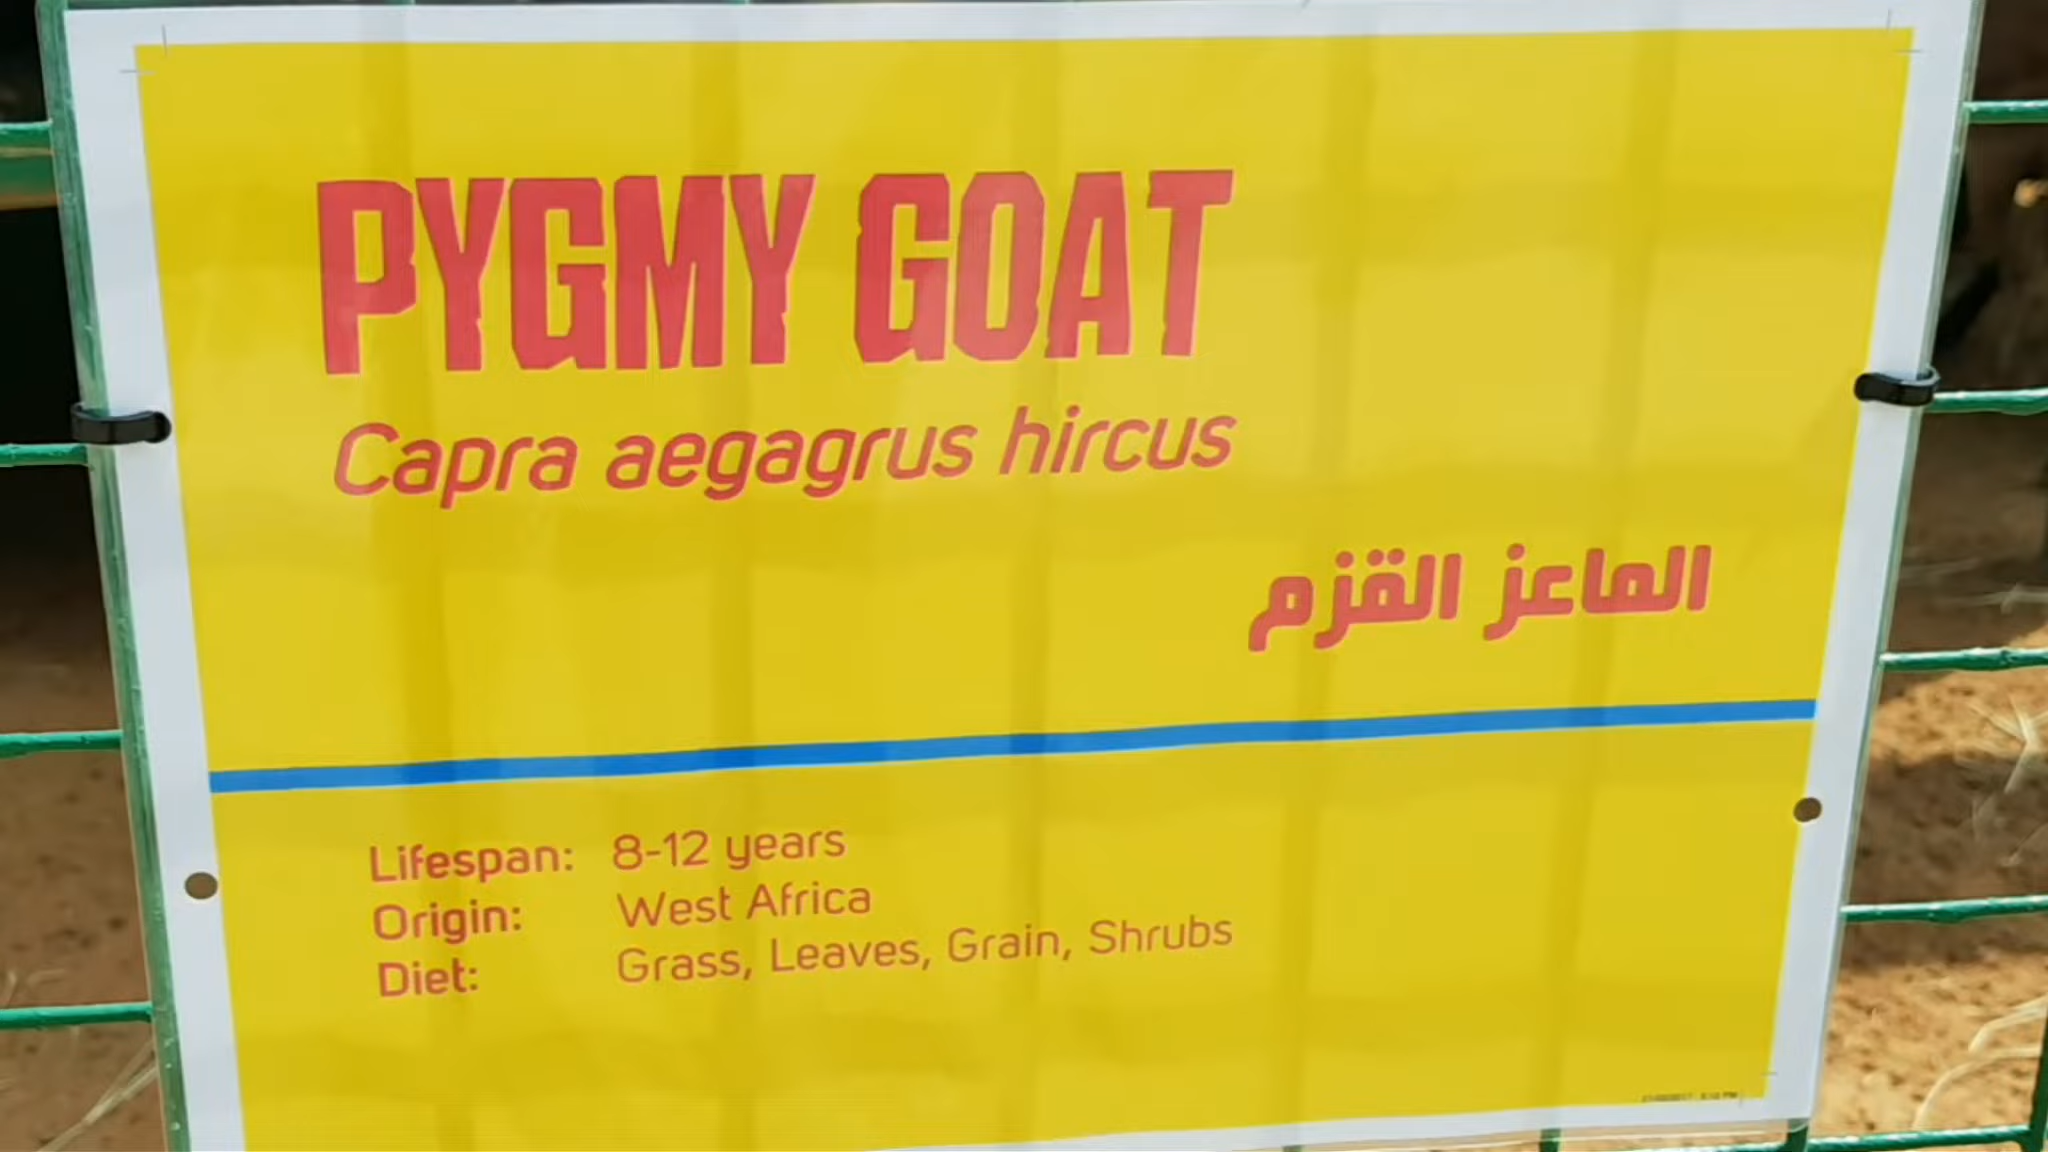 PYGMY GOAT
Capra aegagrus hircus
الماعز القزم
Lifespan: 8-12 years
Origin: West Africa
Diet: Grass, Leaves, Grain, Shrubs